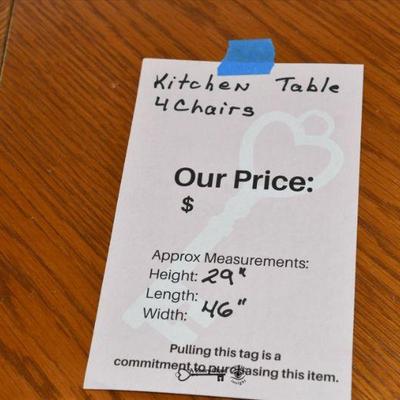 Kitchen Table
4 Chairs
Our Price:
$
Approx Measurements:
Height: 29"
Length:
Width: 46"
Pulling this tag is a
commitment to purchasing this item.